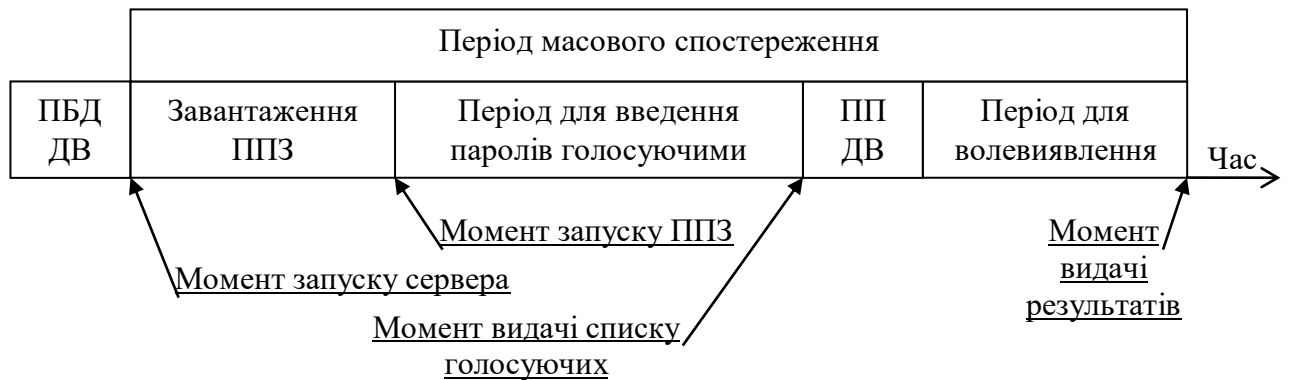 Період масового спостереження
ПБД
ДВ
Завантаження
ППЗ
Період для введення
паролів голосуючими
ПП
ДВ
Період для
волевиявлення
Час
Момент запуску ППЗ
Момент запуску сервера
Момент видачі списку
голосуючих
Момент
видачі
результатів